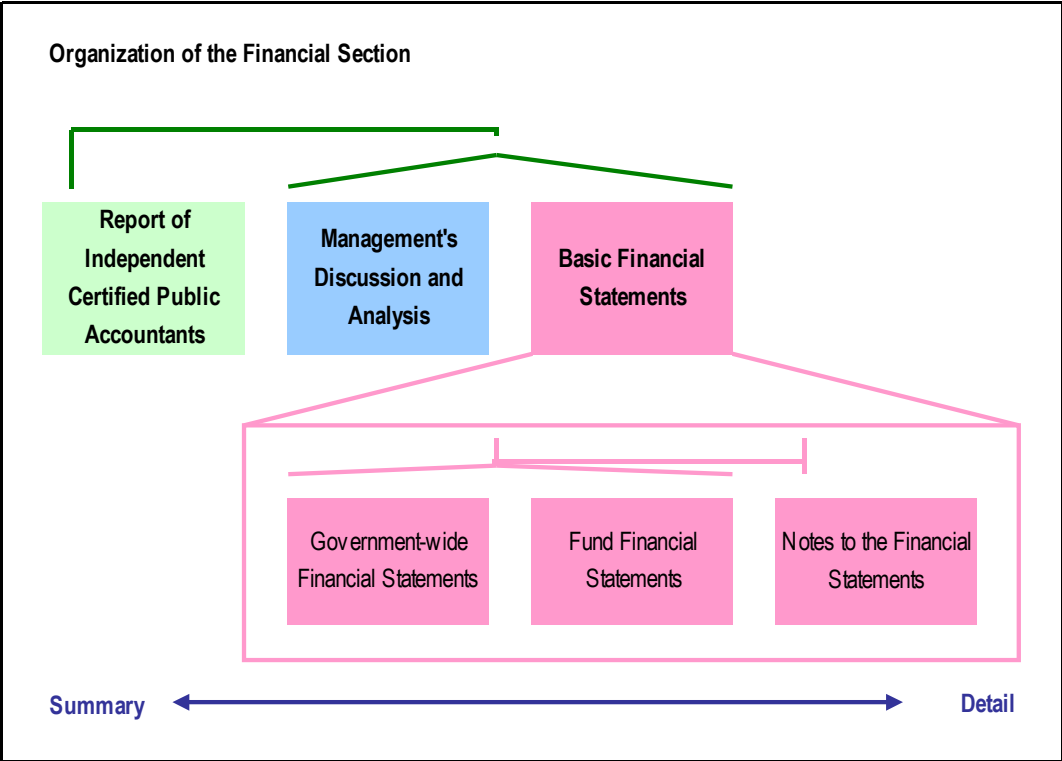 Organization of the Financial Section
Report of
Independent
Certified Public
Accountants
Management's
Discussion and
Analysis
Basic Financial
Statements
Government-wide
Financial Statements
Fund Financial
Statements
Notes to the Financial
Statements
Summary
Detail